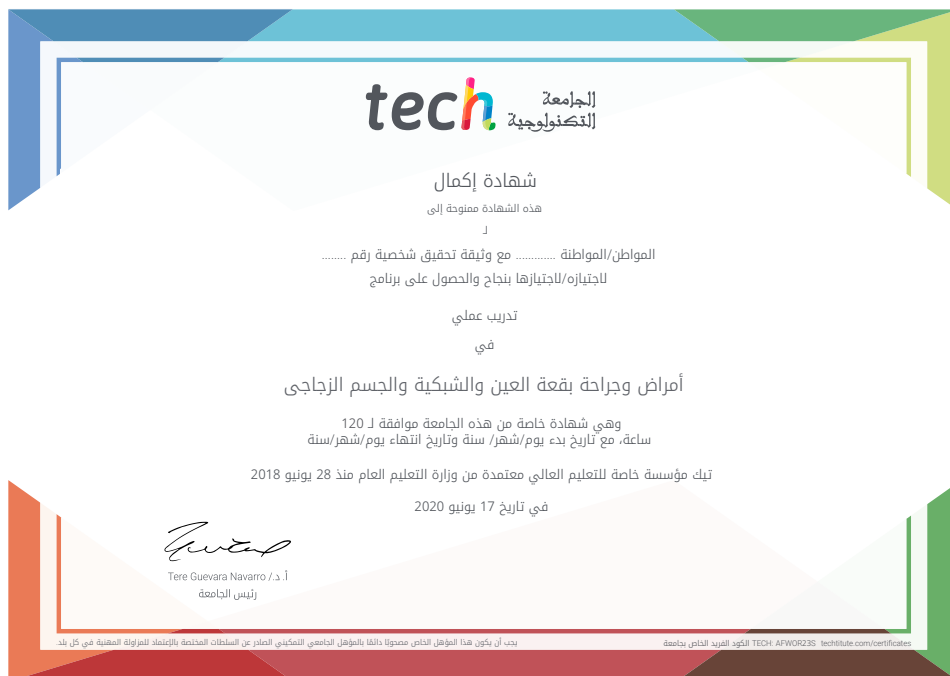 tech الجامعة
التكنولوجية
شهادة إكمال
هذه الشهادة ممنوحة إلى
لـ
المواطن/المواطنة ............. مع وثيقة تحقيق شخصية رقم ........
لاجتيازه/لاجتيازها بنجاح والحصول على برنامج
تدريب عملي
في
أمراض وجراحة بقعة العين والشبكية والجسم الزجاجي
وهي شهادة خاصة من هذه الجامعة موافقة لـ 120
ساعة، مع تاريخ بدء يوم/شهر/ سنة وتاريخ انتهاء يوم/شهر/سنة
تيك مؤسسة خاصة للتعليم العالي معتمدة من وزارة التعليم العام منذ 28 يونيو 2018
في تاريخ 17 يونيو 2020
أ. د./ Tere Guevara Navarro
رئيس الجامعة
يجب أن يكون هذا المؤهل الخاص مصحوبًا دائمًا بالمؤهل الجامعي التمكيني الصادر عن السلطات المختصة بالإعتماد للمزاولة المهنية في كل بلد.
الكود الفريد الخاص بجامعة TECH: AFWOR23S techtitute.com/certificates